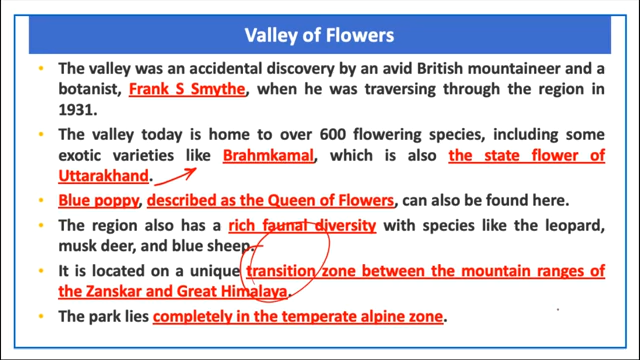 Valley of Flowers
• The valley was an accidental discovery by an avid British mountaineer and a
botanist, Frank S Smythe, when he was traversing through the region in
1931.
• The valley today is home to over 600 flowering species, including some
exotic varieties like Brahmkamal, which is also the state flower of
Uttarakhand.
• Blue poppy, described as the Queen of Flowers, can also be found here.
• The region also has a rich faunal diversity with species like the leopard,
musk deer, and blue sheep.
• It is located on a unique transition zone between the mountain ranges of
the Zanskar and Great Himalaya.
• The park lies completely in the temperate alpine zone.